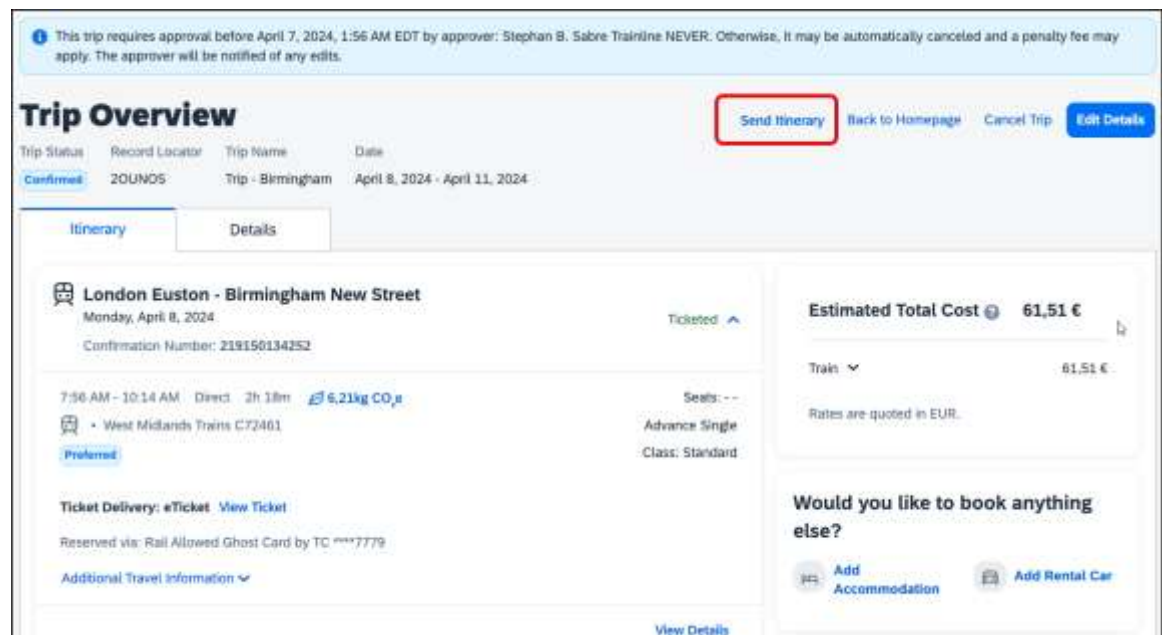 This trip requires approval before April 7, 2024, 1:56 AM EDT by approver: Stephan B. Sabre Trainline NEVER. Otherwise, it may be automatically canceled and a penalty fee may
apply. The approver will be notified of any edits.
Trip Overview
Send Itinerary Back to Homepage Cancel Trip Edit Details
Trip Status Record Locator Trip Name Date
Confirmed 2OUNOS Trip - Birmingham April 8, 2024 - April 11, 2024
Itinerary Details
London Euston - Birmingham New Street
Monday, April 8, 2024
Ticketed
Confirmation Number: 219150134252
7:56 AM - 10:14 AM Direct 2h 18m 6,21kg CO₂e
Seats: --
West Midlands Trains C72461
Advance Single
Preferred
Class: Standard
Ticket Delivery: eTicket View Ticket
Reserved via: Rail Allowed Ghost Card by TC ****7779
Additional Travel Information
View Details
Estimated Total Cost 61,51 €
Train 61,51 €
Rates are quoted in EUR.
Would you like to book anything
else?
Add
Accommodation
Add Rental Car